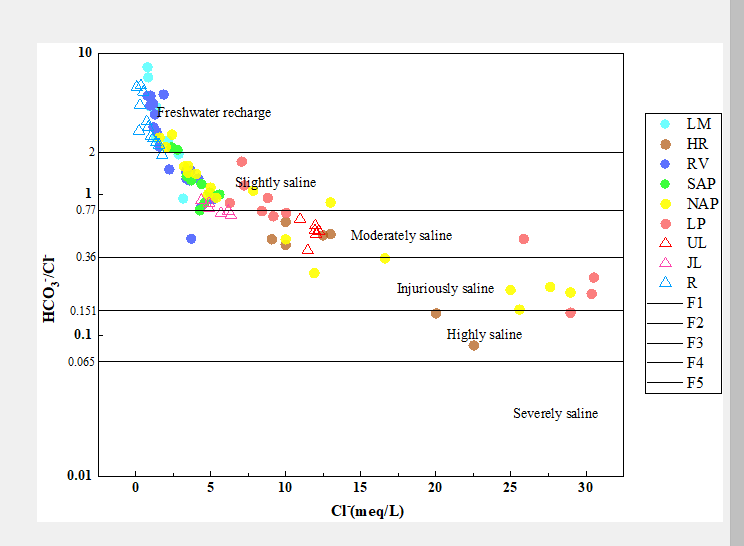 10
Freshwater recharge
2
Slightly saline
1
0.77
Moderately saline
0.36
Injuriously saline
0.151
Highly saline
0.1
0.065
Severely saline
0.01
0 5 10 15 20 25 30
HCO₃⁻/Cl⁻
Cl⁻(meq/L)
LM
HR
RV
SAP
NAP
LP
UL
JL
R
F1
F2
F3
F4
F5